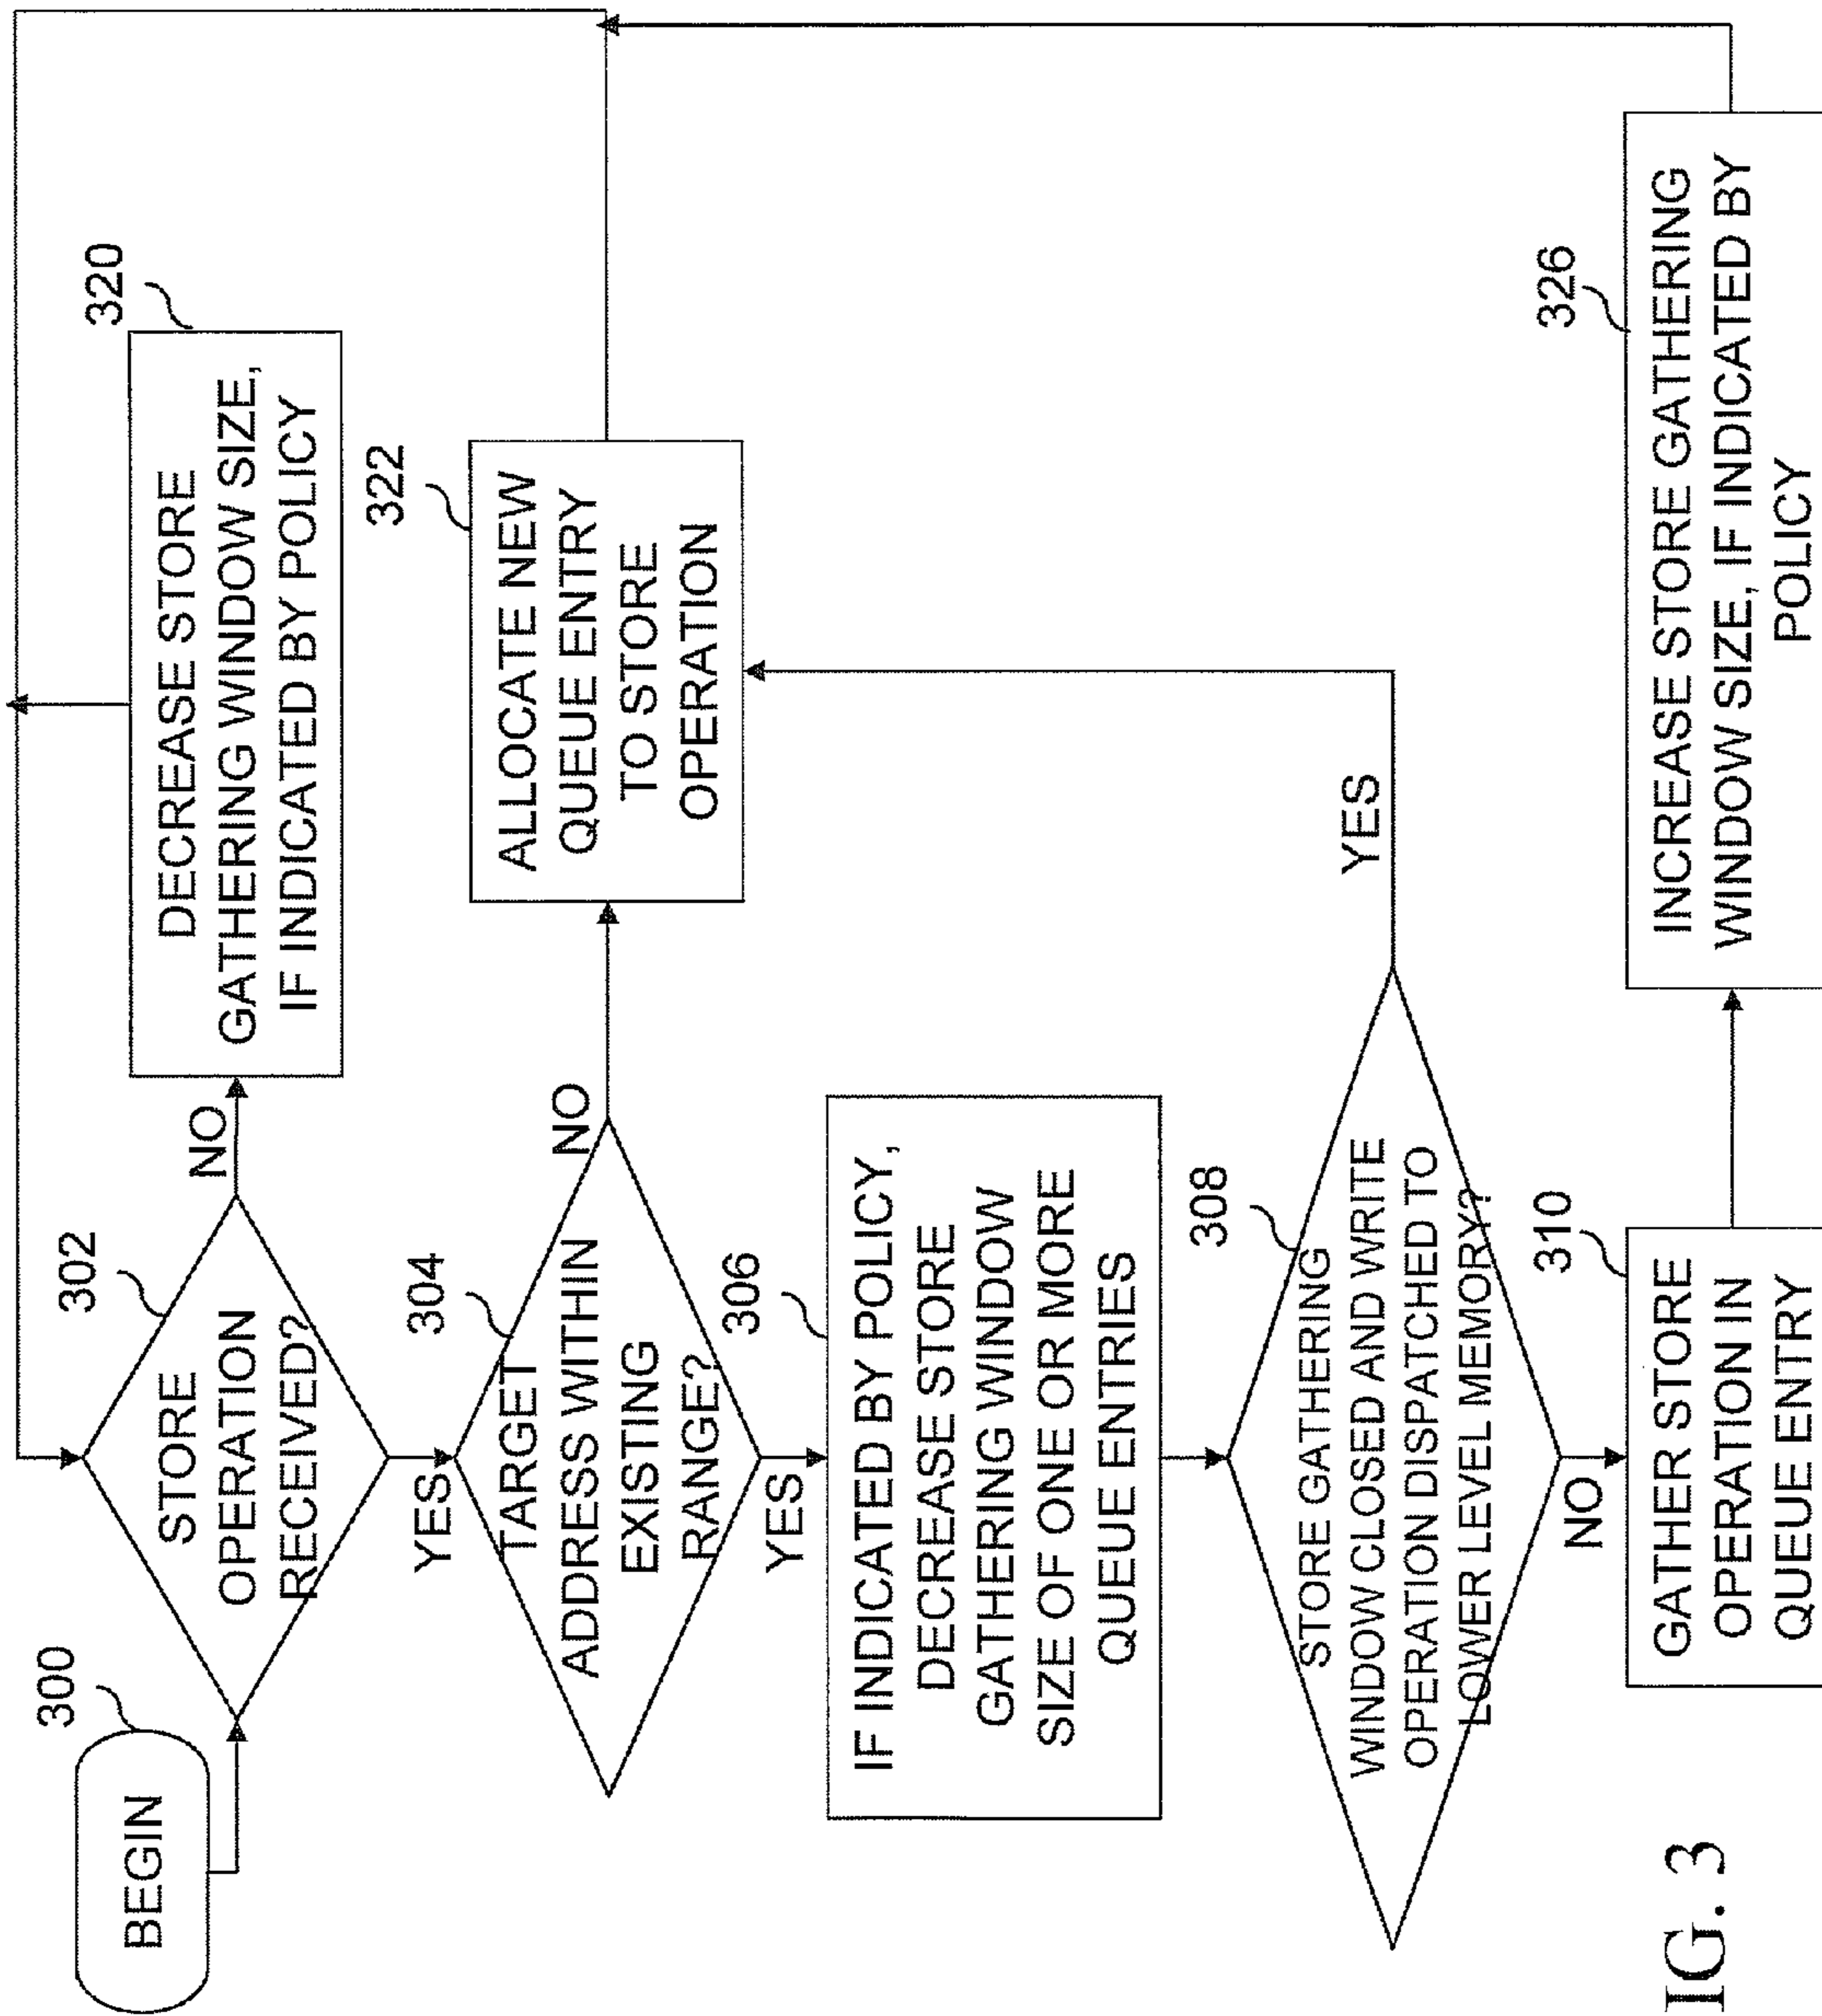 300
BEGIN
302
STORE
OPERATION
RECEIVED?
NO
YES
320
DECREASE STORE
GATHERING WINDOW SIZE,
IF INDICATED BY POLICY
304
TARGET
ADDRESS WITHIN
EXISTING
RANGE?
NO
YES
322
ALLOCATE NEW
QUEUE ENTRY
TO STORE
OPERATION
306
IF INDICATED BY POLICY,
DECREASE STORE
GATHERING WINDOW
SIZE OF ONE OR MORE
QUEUE ENTRIES
308
STORE GATHERING
WINDOW CLOSED AND WRITE
OPERATION DISPATCHED TO
LOWER LEVEL MEMORY?
YES
NO
310
GATHER STORE
OPERATION IN
QUEUE ENTRY
326
INCREASE STORE GATHERING
WINDOW SIZE, IF INDICATED BY
POLICY
IG. 3